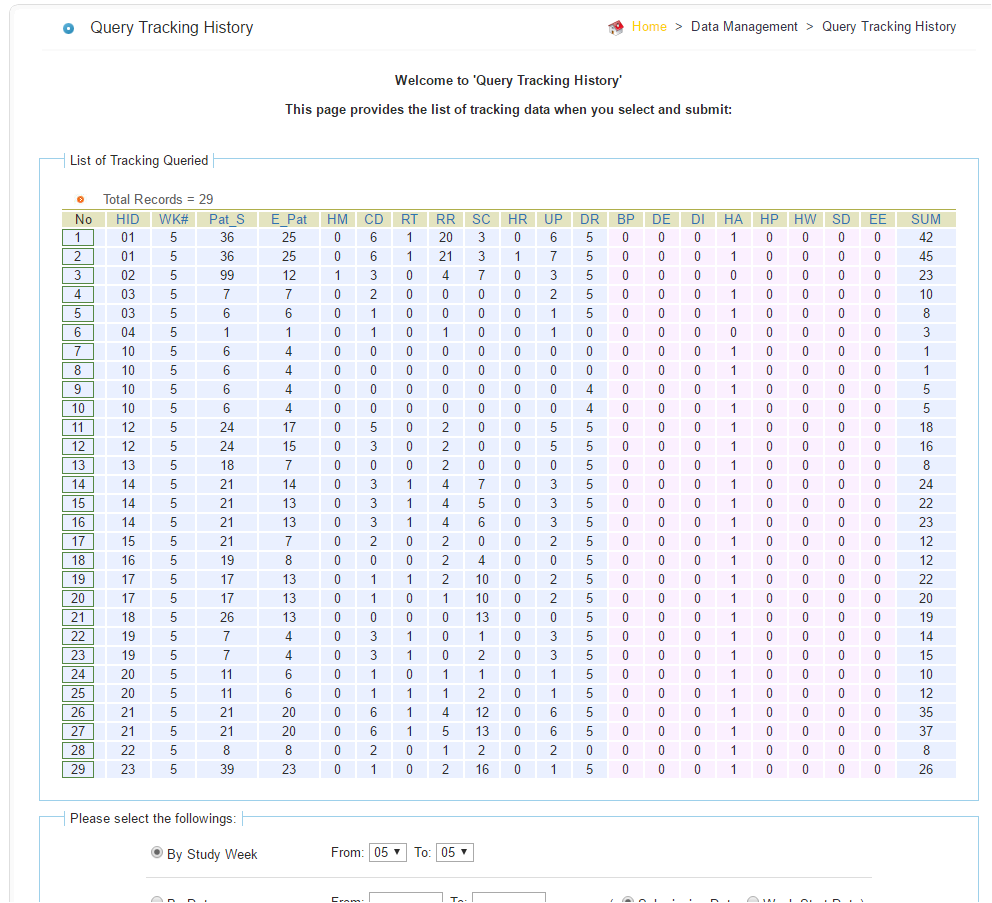 Query Tracking History
Home > Data Management > Query Tracking History
Welcome to 'Query Tracking History'
This page provides the list of tracking data when you select and submit:
List of Tracking Queried
Total Records = 29
No HID WK# Pat_S E_Pat HM CD RT RR SC HR UP DR BP DE DI HA HP HW SD EE SUM
1 01 5 36 25 0 6 1 20 3 0 6 5 0 0 0 1 0 0 0 0 42
2 01 5 36 25 0 6 1 21 3 1 7 5 0 0 0 1 0 0 0 0 45
3 02 5 99 12 1 3 0 4 7 0 3 5 0 0 0 0 0 0 0 0 23
4 03 5 7 7 0 2 0 0 0 0 2 5 0 0 0 1 0 0 0 0 10
5 03 5 6 6 0 1 0 0 0 0 1 5 0 0 0 1 0 0 0 0 8
6 04 5 1 1 0 1 0 1 0 0 1 0 0 0 0 0 0 0 0 0 3
7 10 5 6 4 0 0 0 0 0 0 0 0 0 0 0 1 0 0 0 0 1
8 10 5 6 4 0 0 0 0 0 0 0 0 0 0 0 1 0 0 0 0 1
9 10 5 6 4 0 0 0 0 0 0 0 4 0 0 0 1 0 0 0 0 5
10 10 5 6 4 0 0 0 0 0 0 0 4 0 0 0 1 0 0 0 0 5
11 12 5 24 17 0 5 0 2 0 0 5 5 0 0 0 1 0 0 0 0 18
12 12 5 24 15 0 3 0 2 0 0 5 5 0 0 0 1 0 0 0 0 16
13 13 5 18 7 0 0 0 2 0 0 0 5 0 0 0 1 0 0 0 0 8
14 14 5 21 14 0 3 1 4 7 0 3 5 0 0 0 1 0 0 0 0 24
15 14 5 21 13 0 3 1 4 5 0 3 5 0 0 0 1 0 0 0 0 22
16 14 5 21 13 0 3 1 4 6 0 3 5 0 0 0 1 0 0 0 0 23
17 15 5 21 7 0 2 0 2 0 0 2 5 0 0 0 1 0 0 0 0 12
18 16 5 19 8 0 0 0 2 4 0 0 5 0 0 0 1 0 0 0 0 12
19 17 5 17 13 0 1 1 2 10 0 2 5 0 0 0 1 0 0 0 0 22
20 17 5 17 13 0 1 0 1 10 0 2 5 0 0 0 1 0 0 0 0 20
21 18 5 26 13 0 0 0 0 13 0 0 5 0 0 0 1 0 0 0 0 19
22 19 5 7 4 0 3 1 0 1 0 3 5 0 0 0 1 0 0 0 0 14
23 19 5 7 4 0 3 1 0 2 0 3 5 0 0 0 1 0 0 0 0 15
24 20 5 11 6 0 1 0 1 1 0 1 5 0 0 0 1 0 0 0 0 10
25 20 5 11 6 0 1 1 1 2 0 1 5 0 0 0 1 0 0 0 0 12
26 21 5 21 20 0 6 1 4 12 0 6 5 0 0 0 1 0 0 0 0 35
27 21 5 21 20 0 6 1 5 13 0 6 5 0 0 0 1 0 0 0 0 37
28 22 5 8 8 0 2 0 1 2 0 2 0 0 0 0 1 0 0 0 0 8
29 23 5 39 23 0 1 0 2 16 0 1 5 0 0 0 1 0 0 0 0 26
Please select the followings:
By Study Week From: 05 To: 05